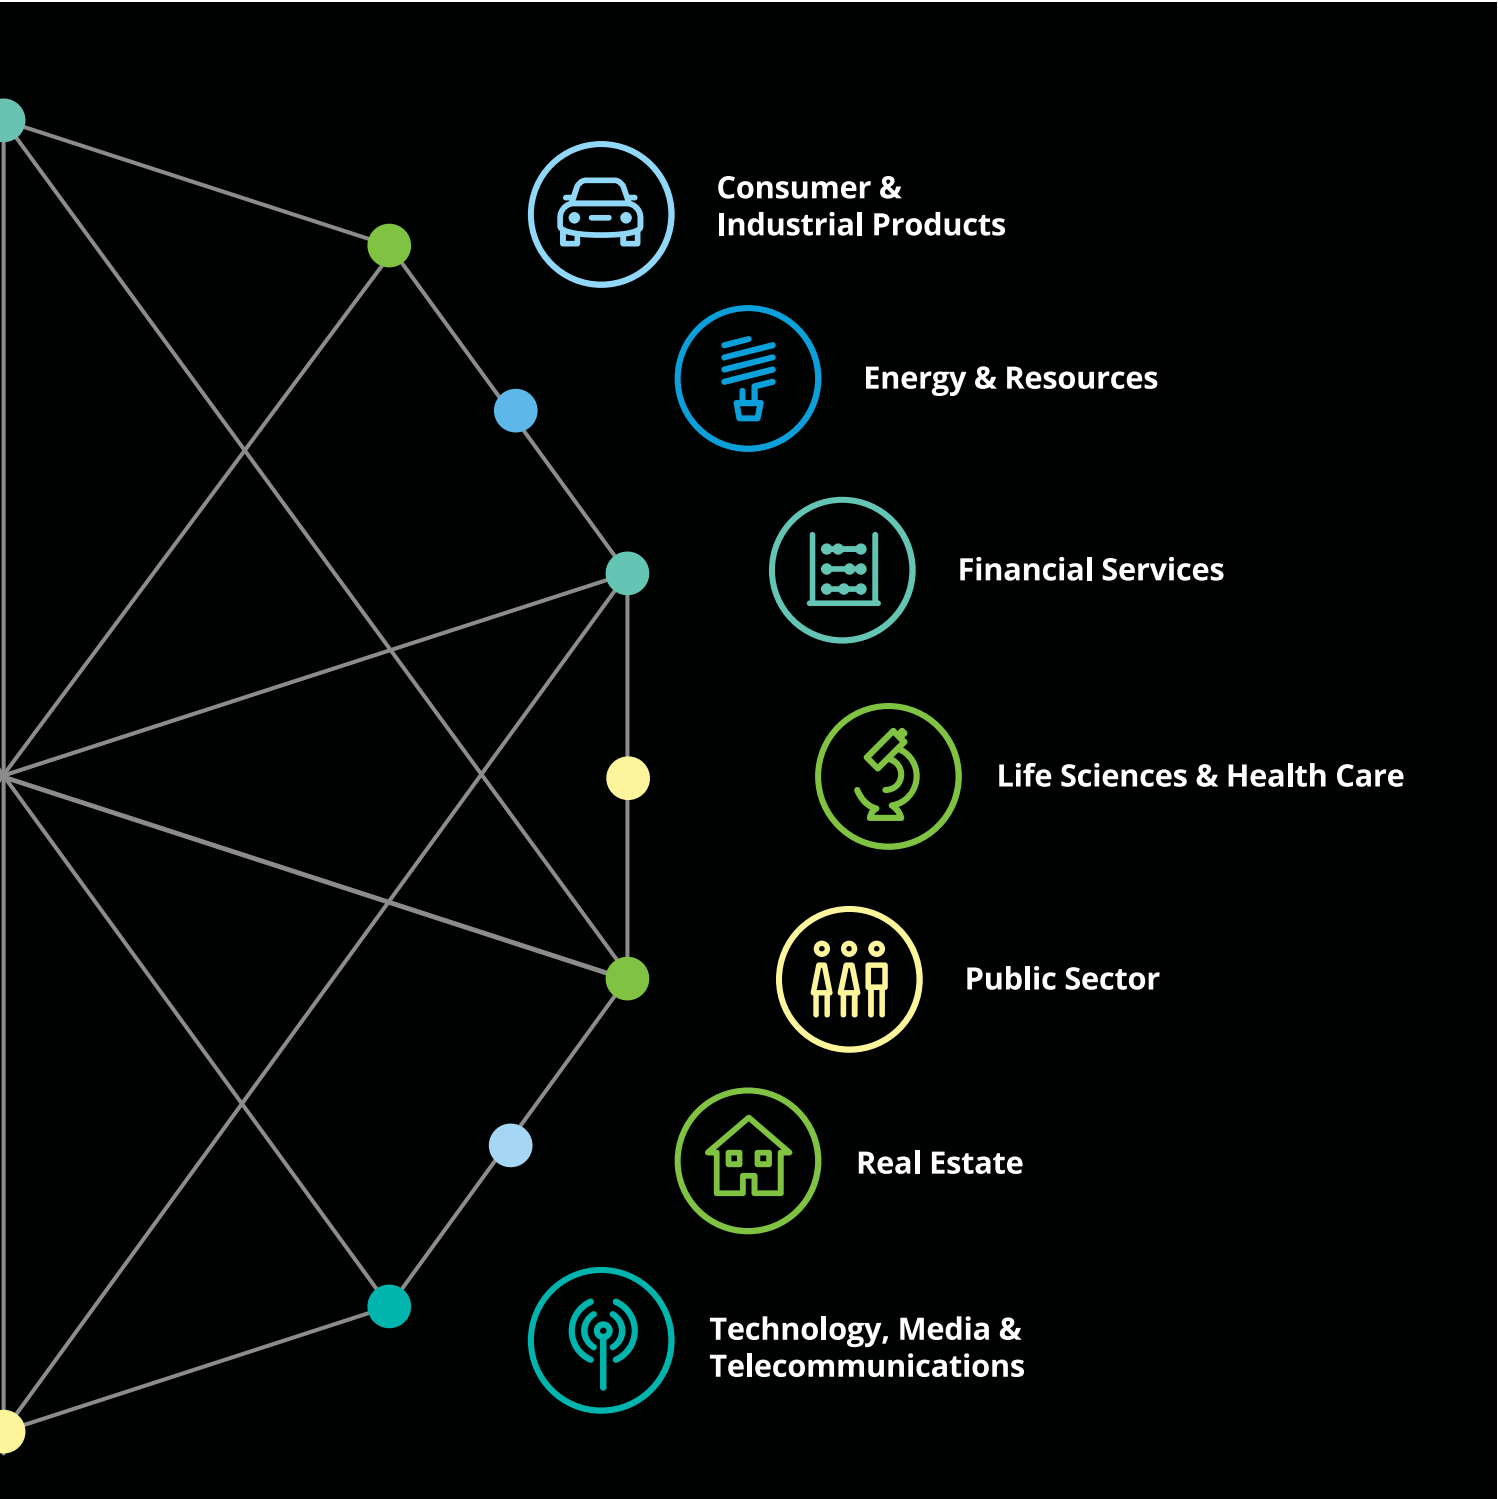 Consumer &
Industrial Products
Energy & Resources
Financial Services
Life Sciences & Health Care
Public Sector
Real Estate
Technology, Media &
Telecommunications